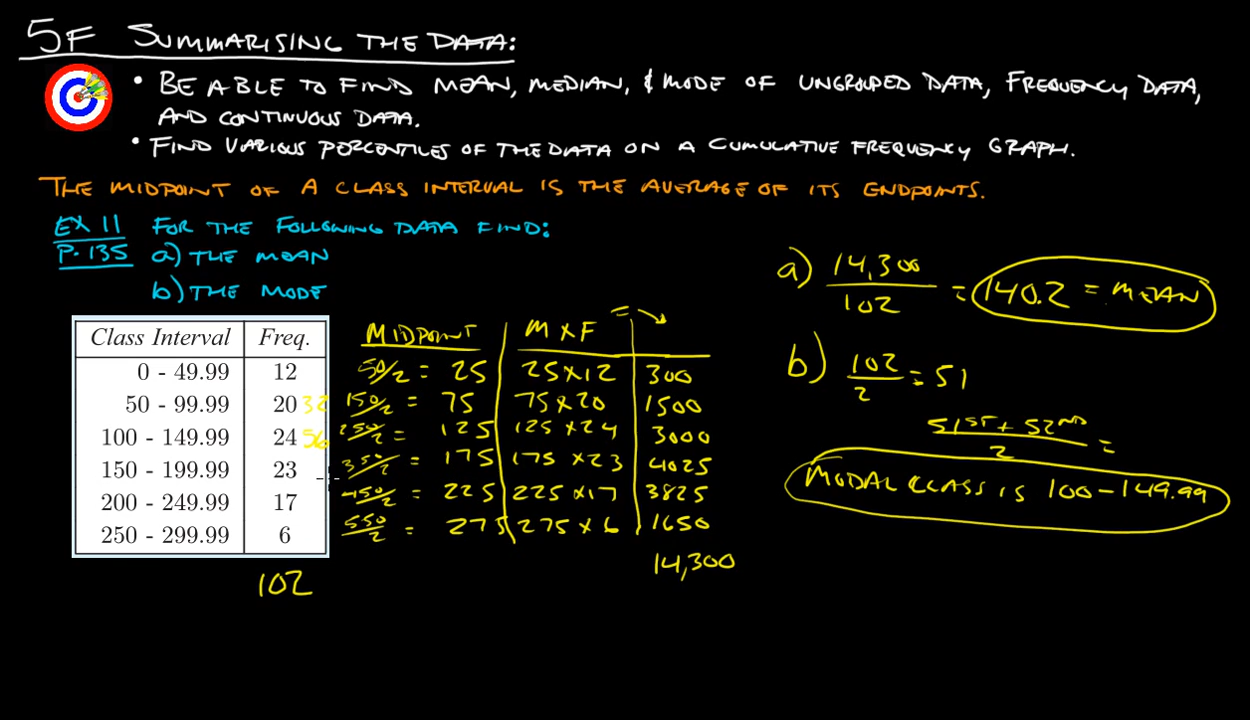 5F SUMMARISING THE DATA:
• BE ABLE TO FIND MEAN, MEDIAN, & MODE OF UNGROUPED DATA, FREQUENCY DATA,
AND CONTINUOUS DATA.
• FIND VARIOUS PERCENTILES OF THE DATA ON A CUMULATIVE FREQUENCY GRAPH.
THE MIDPOINT OF A CLASS INTERVAL IS THE AVERAGE OF ITS ENDPOINTS.
EX 11 FOR THE FOLLOWING DATA FIND:
P.135 a) THE MEAN
b) THE MODE
Class Interval Freq. MIDPOINT M x F =
0 - 49.99 12 50/2 = 25 25 x 12 300
50 - 99.99 20 32 150/2 = 75 75 x 20 1500
100 - 149.99 24 56 250/2 = 125 125 x 24 3000
150 - 199.99 23 350/2 = 175 175 x 23 4025
200 - 249.99 17 450/2 = 225 225 x 17 3825
250 - 299.99 6 550/2 = 275 275 x 6 1650
102 14,300
a) 14,300/102 = 140.2 = MEAN
b) 102/2 = 51
51ST + 52ND/2 =
MODAL CLASS IS 100 - 149.99